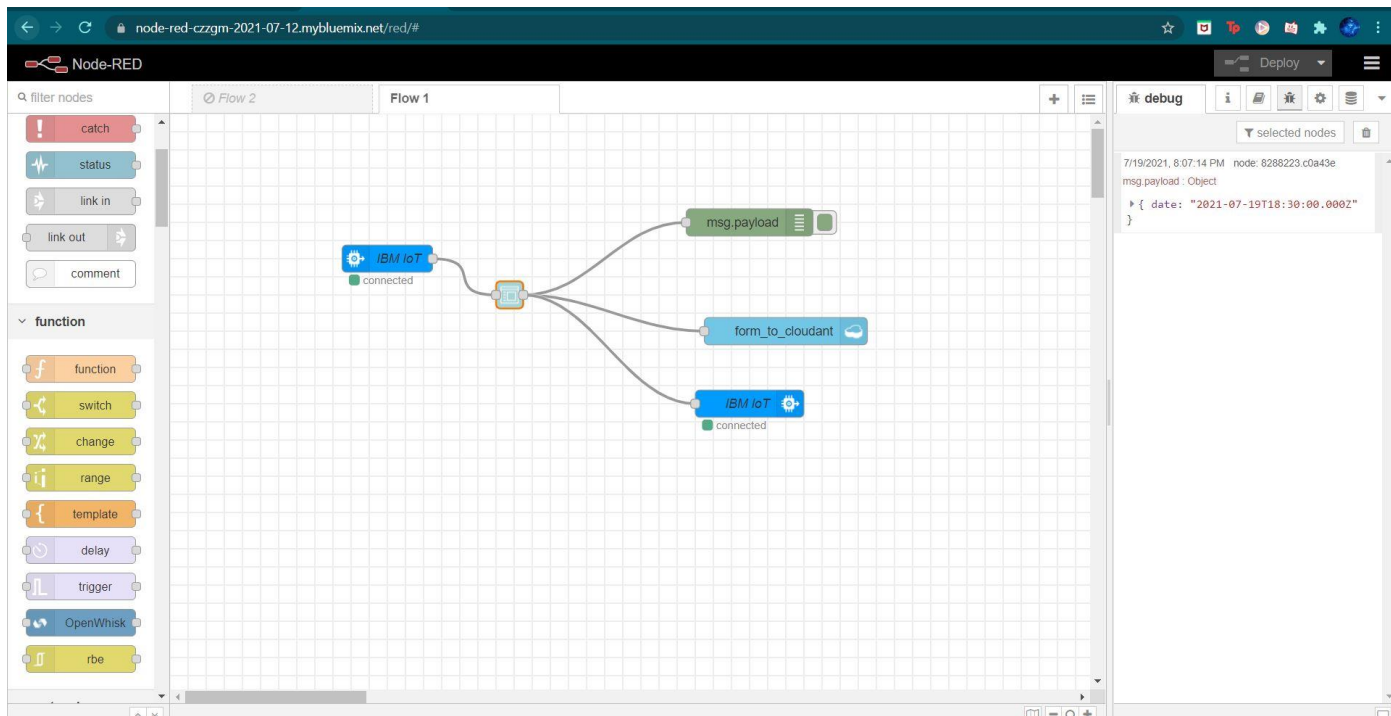 node-red-czzgm-2021-07-12.mybluemix.net/red/#
Tp
Node-RED
Deploy
filter nodes
Flow 2
Flow 1
debug
i
catch
status
link in
link out
comment
function
function
switch
change
range
template
delay
trigger
OpenWhisk
rbe
IBM IoT
connected
msg.payload
form_to_cloudant
IBM IoT
connected
selected nodes
7/19/2021, 8:07:14 PM node: 8288223.c0a43e
msg.payload : Object
{ date: "2021-07-19T18:30:00.000Z"
}